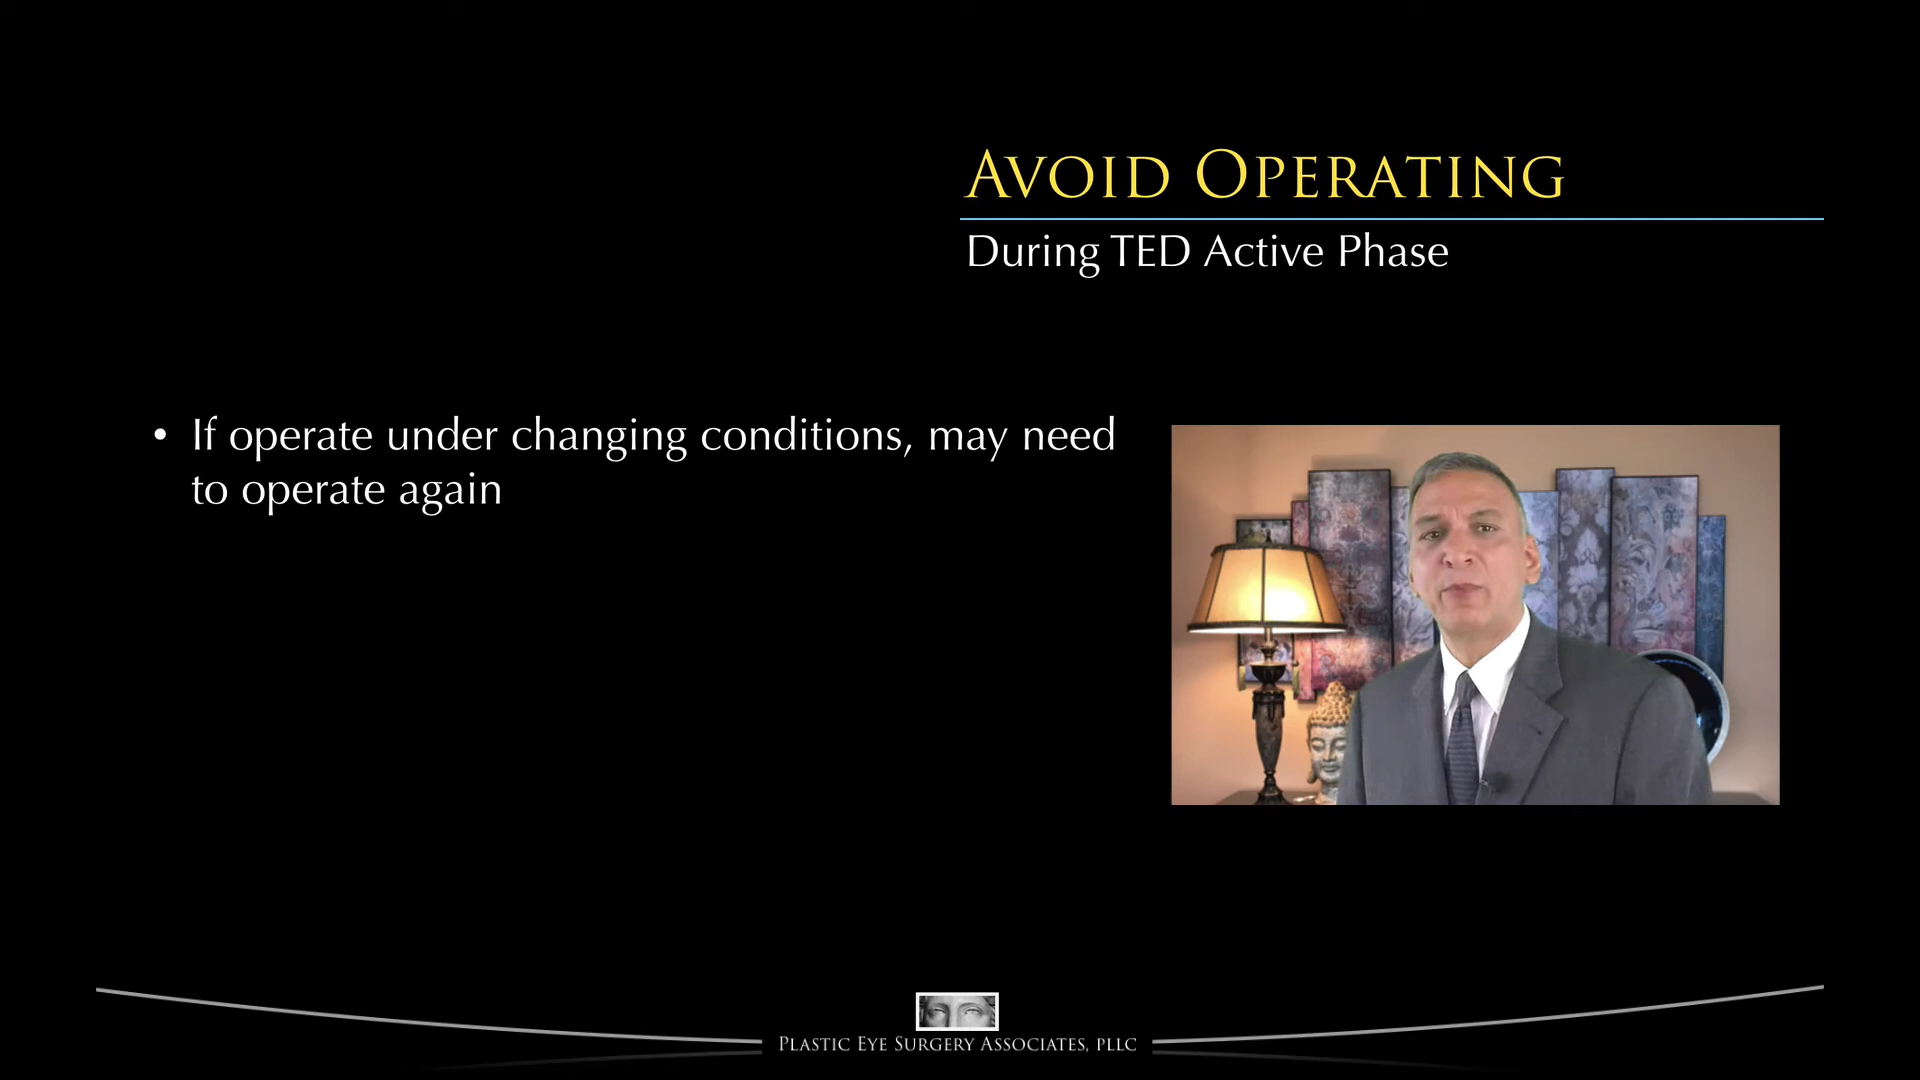 AVOID OPERATING
During TED Active Phase
• If operate under changing conditions, may need
to operate again
PLASTIC EYE SURGERY ASSOCIATES, PLLC